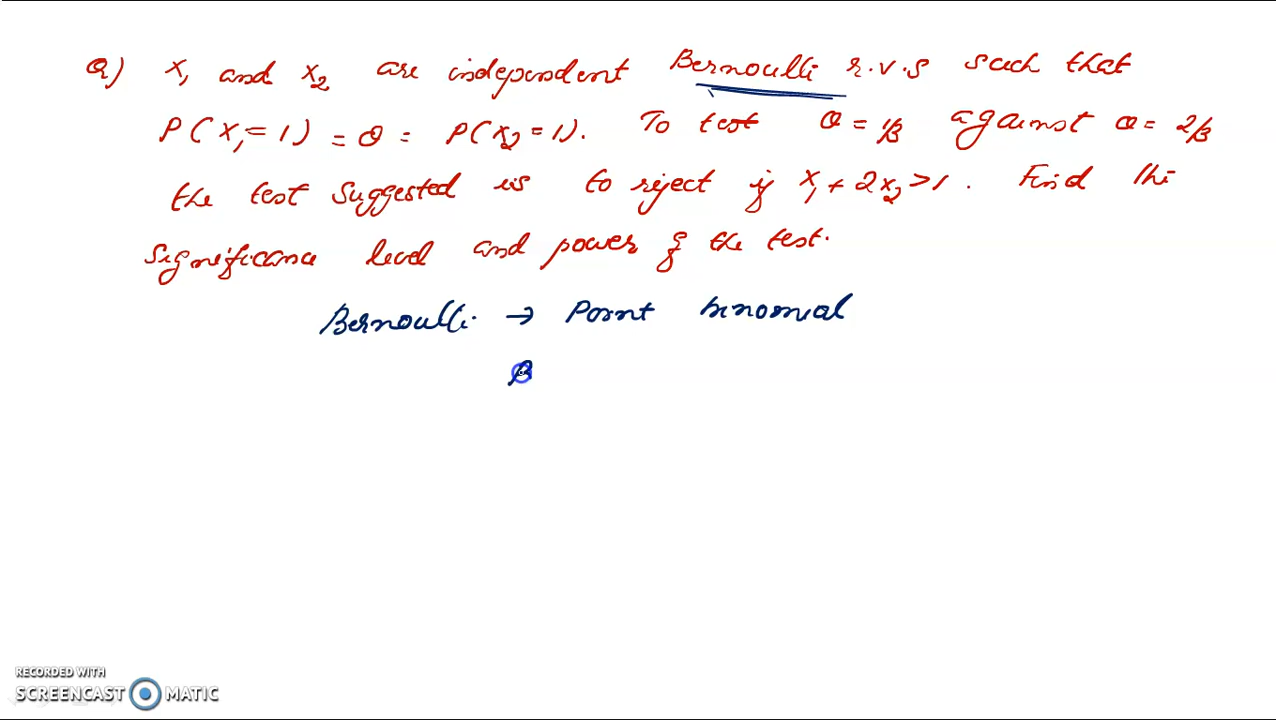 Q) X₁ and X₂ are independent Bernoulli r.v.s such that
P(X₁=1) = θ = P(X₂=1). To test θ = 1/3 against θ = 2/3
the test suggested is to reject if X₁ + 2X₂ > 1. Find the
significance level and power of the test.
Bernoulli → Point binomial
B
RECORDED WITH
SCREENCAST MATIC